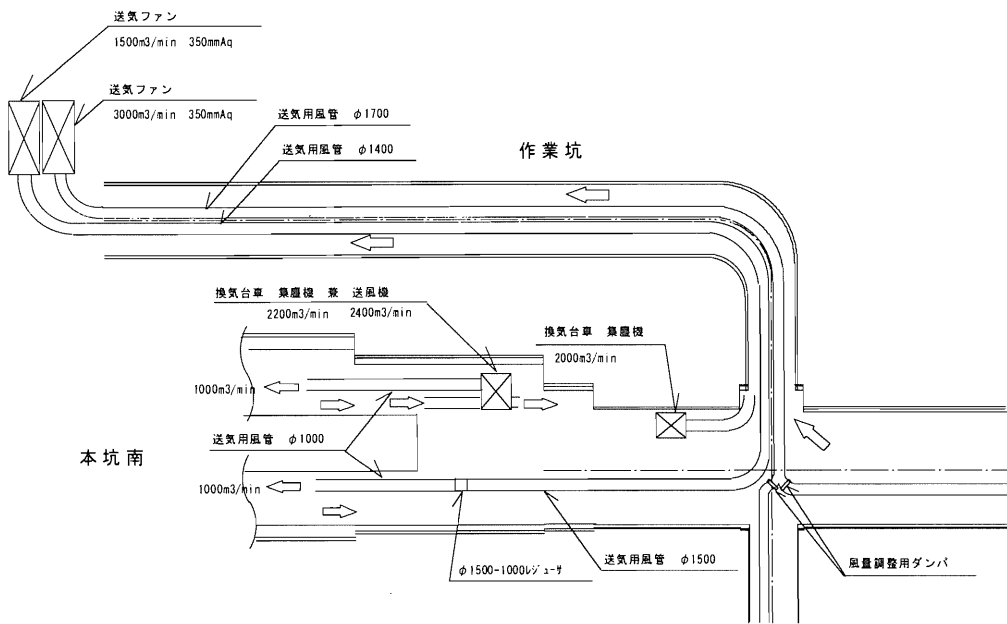 送気ファン
1500m3/min 350mmAq
送気ファン
3000m3/min 350mmAq
送気用風管 φ1700
送気用風管 φ1400
作業坑
換気台車 集塵機 兼 送風機
2200m3/min 2400m3/min
換気台車 集塵機
2000m3/min
1000m3/min
送気用風管 φ1000
本坑南
1000m3/min
φ1500-1000ﾚｼﾞｭｰｻ
送気用風管 φ1500
風量調整用ダンパ